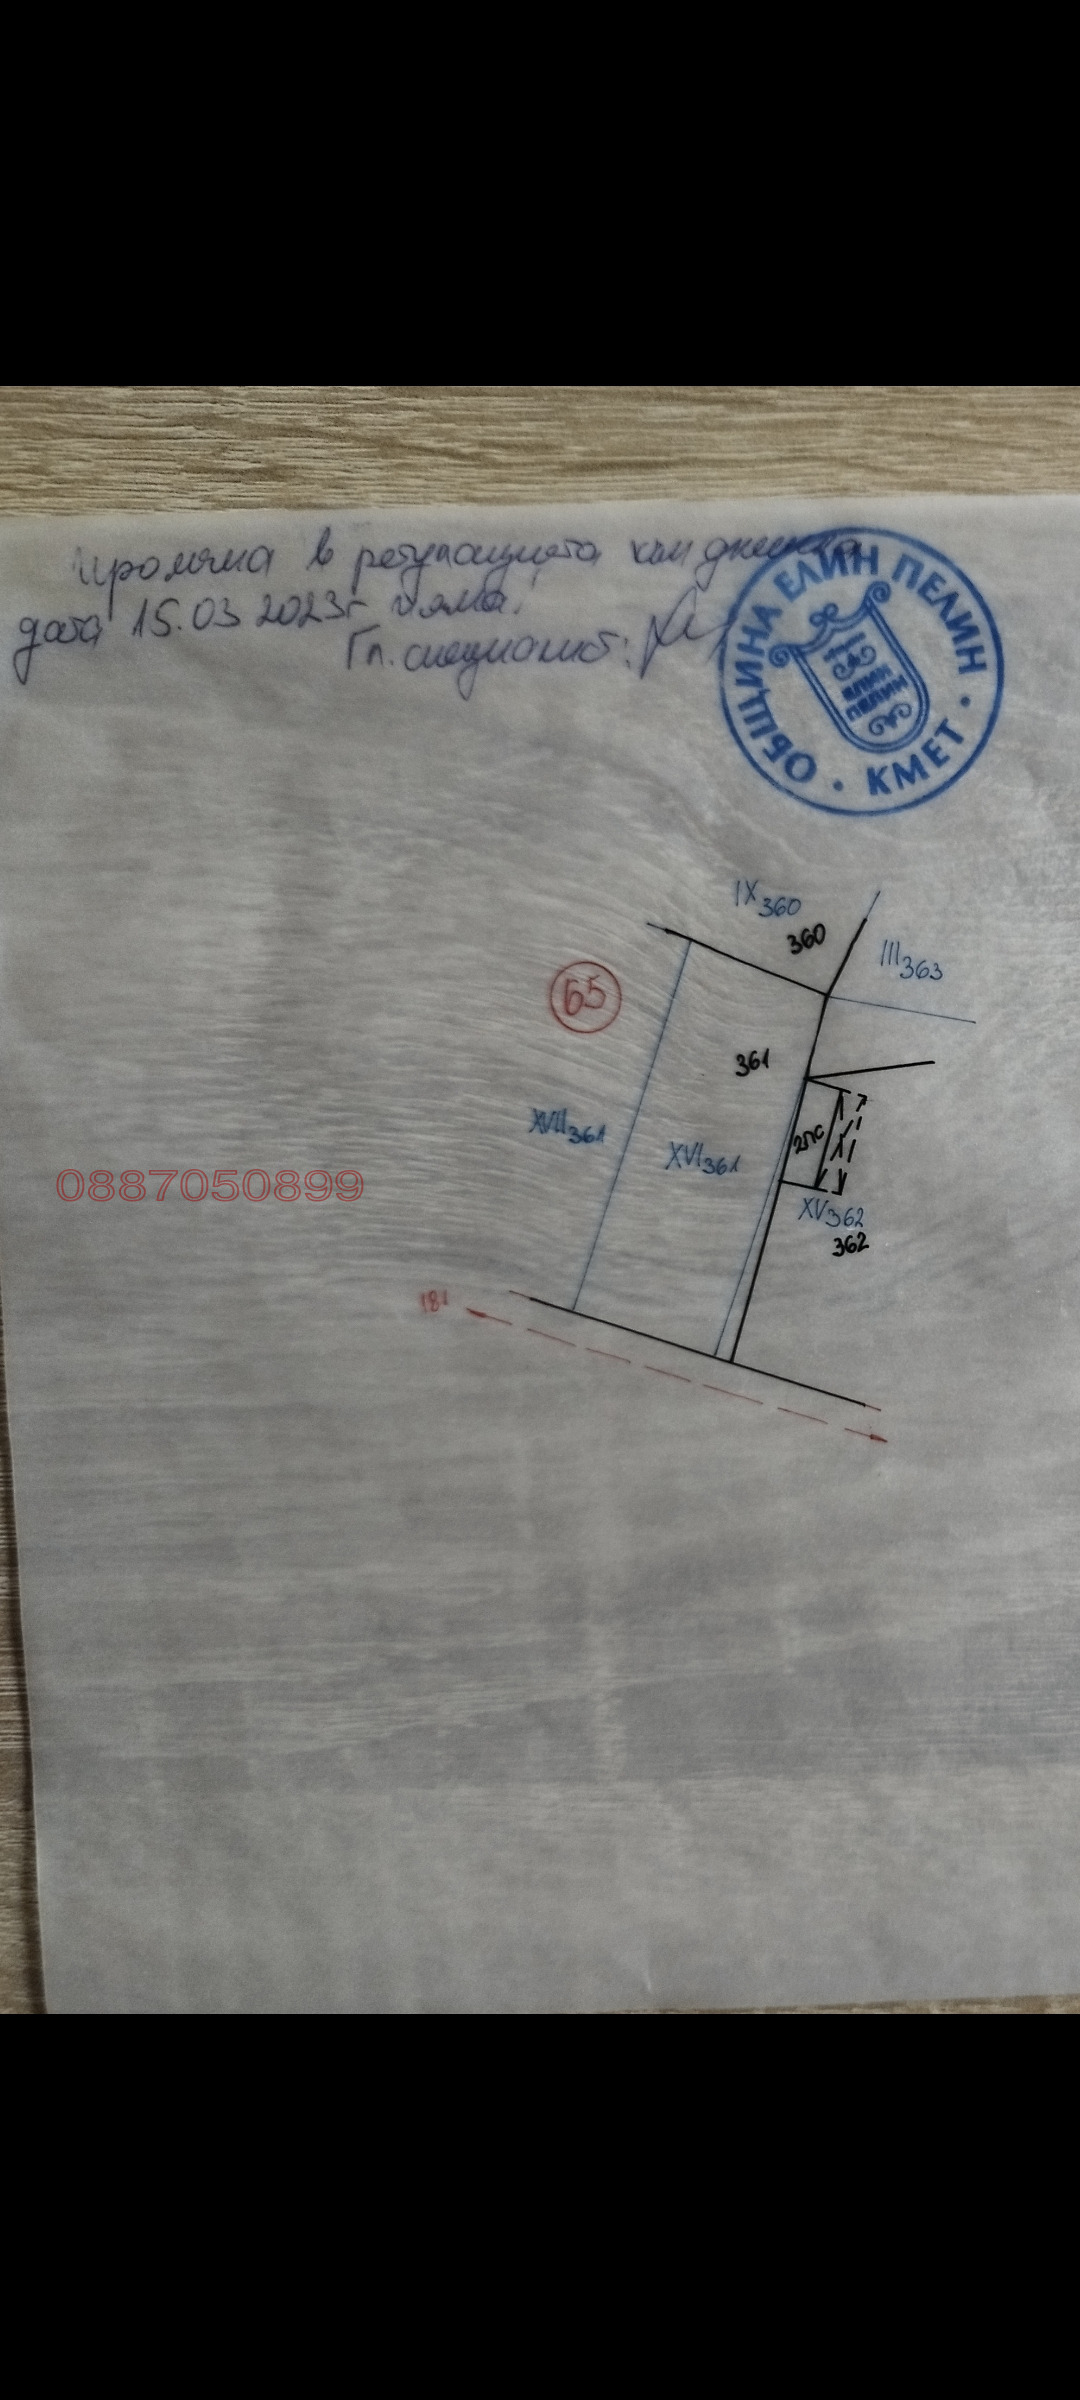 Промяна в регулацията към днешна
дата 15.03 2023г няма.
Гл. специалист:
ОБЩИНА ЕЛИН ПЕЛИН
ЕЛИН
ПЕЛИН
· КМЕТ ·
IX360
360
III363
65
361
XVII361
XVI361
2ПС
0887050899
XV362
362
181